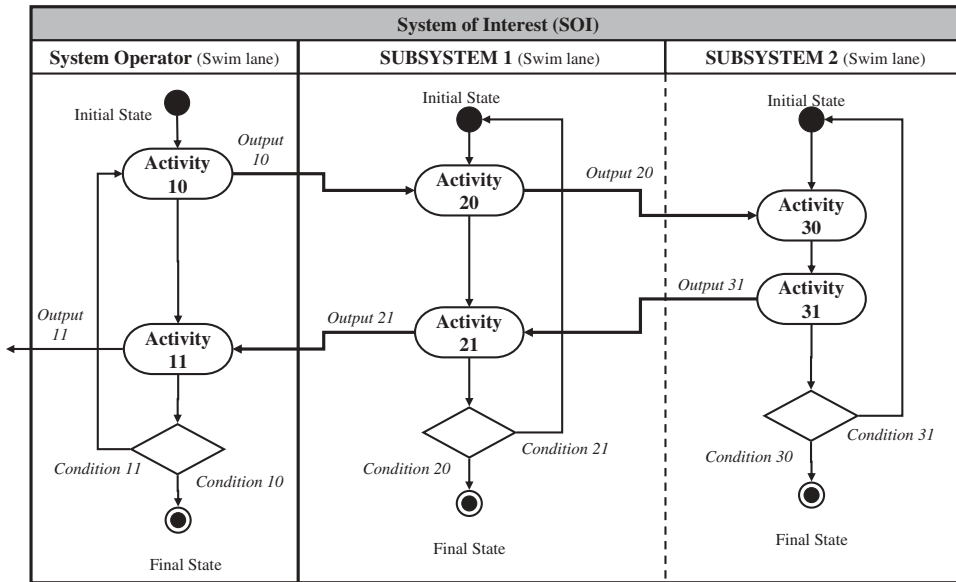 System of Interest (SOI)
System Operator (Swim lane)
SUBSYSTEM 1 (Swim lane)
SUBSYSTEM 2 (Swim lane)
Initial State
Activity
10
Output
10
Output
11
Activity
11
Condition 11
Condition 10
Final State
Initial State
Activity
20
Output 20
Output 21
Activity
21
Condition 20
Condition 21
Final State
Initial State
Activity
30
Output 31
Activity
31
Condition 30
Condition 31
Final State